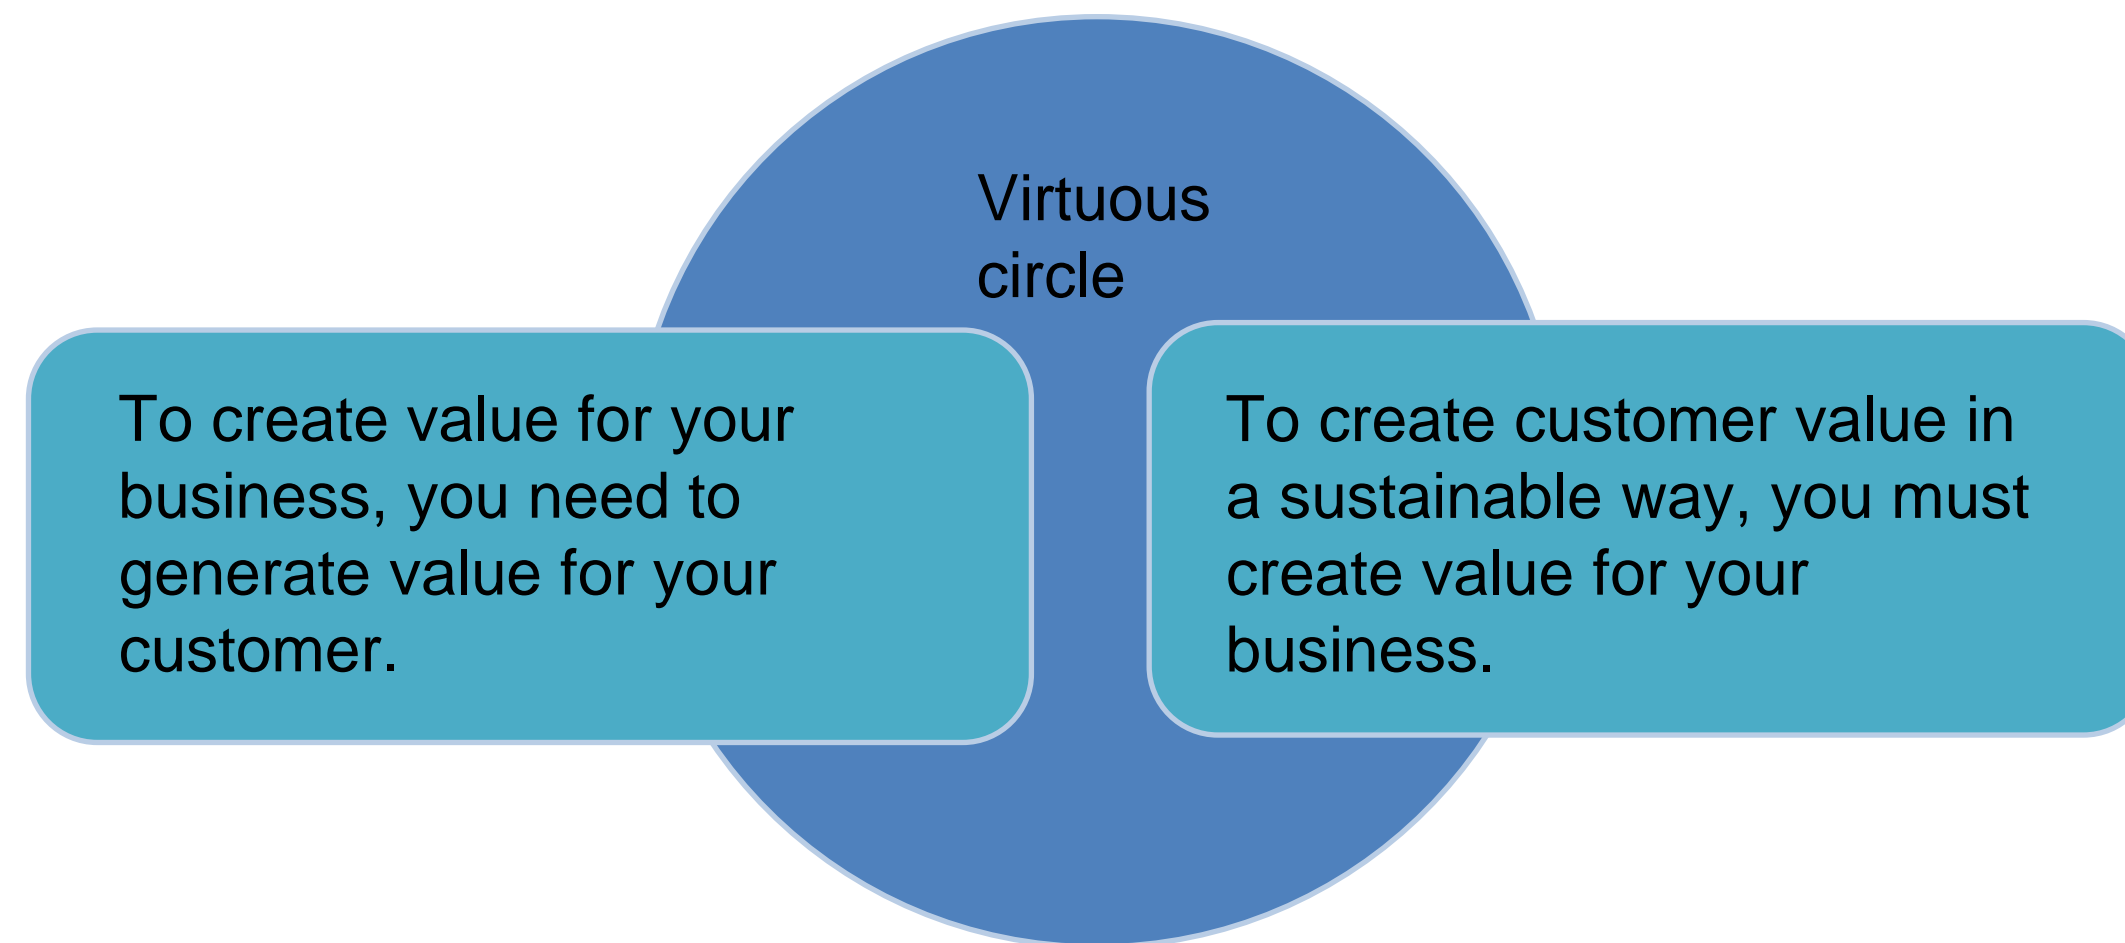 Virtuous
circle
To create value for your
business, you need to
generate value for your
customer.
To create customer value in
a sustainable way, you must
create value for your
business.